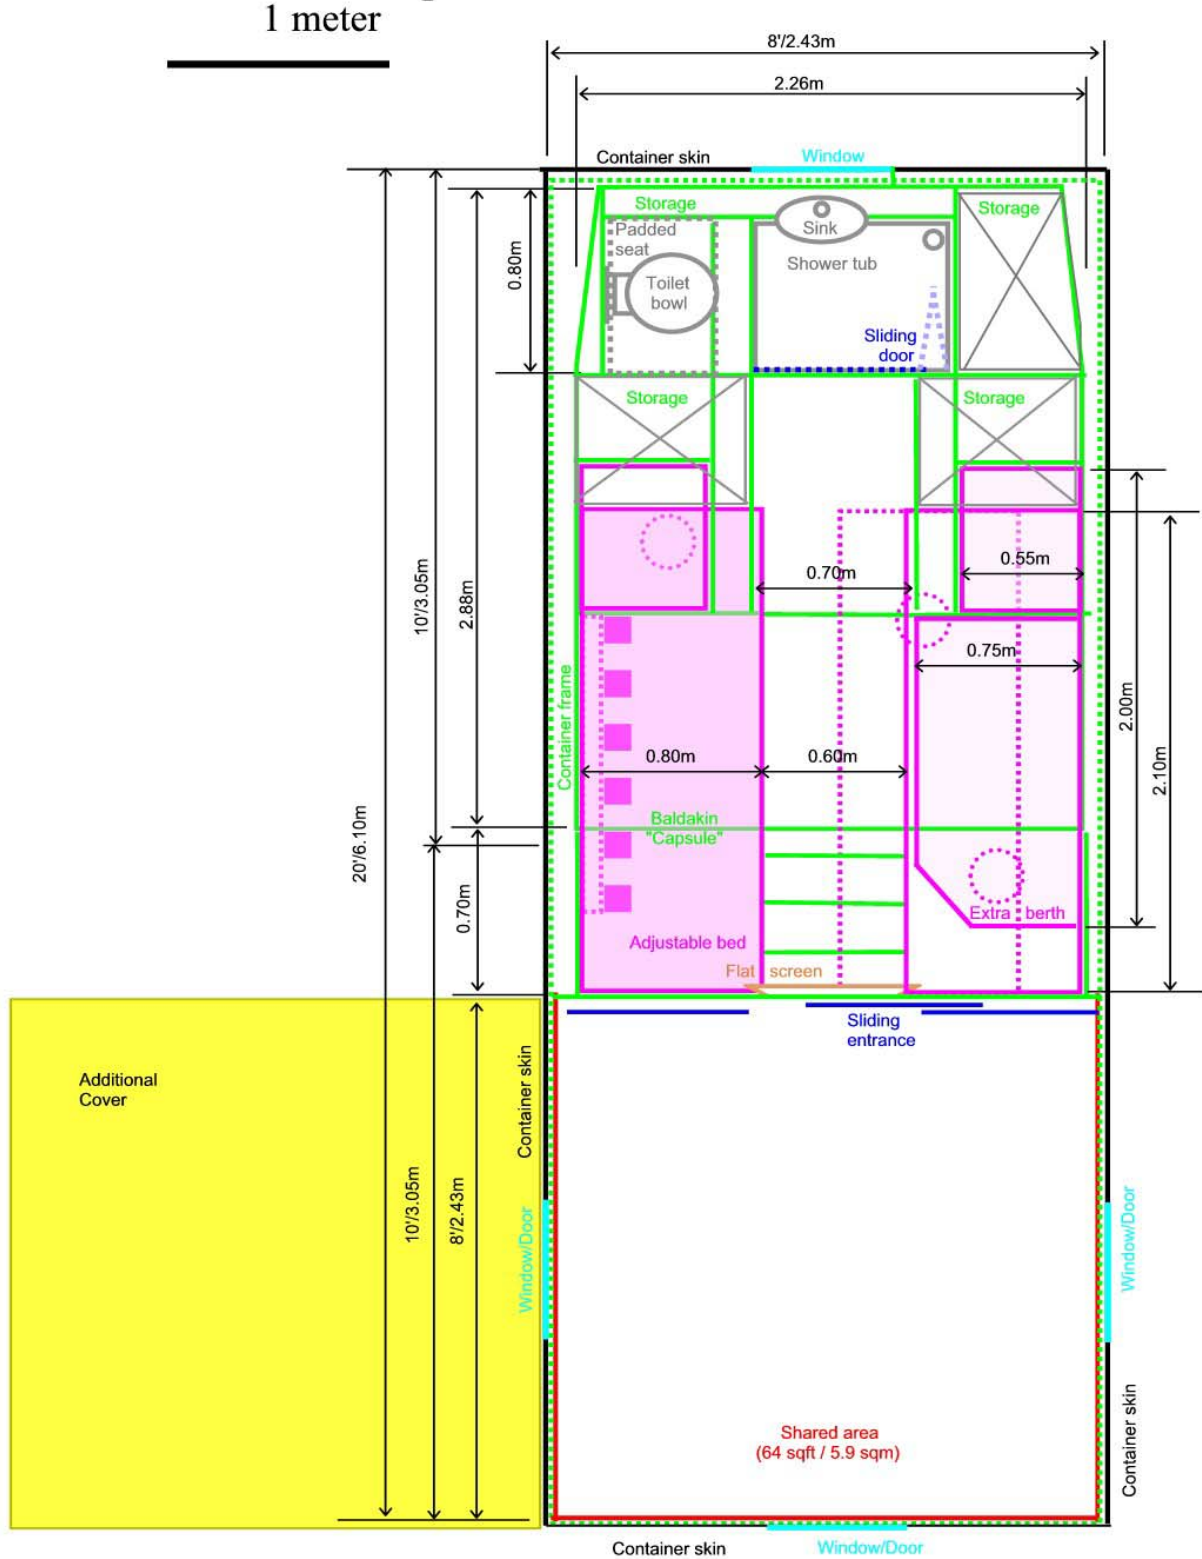 1 meter
8'/2.43m
2.26m
Container skin
Window
Storage
Storage
Padded
seat
Sink
Toilet
bowl
Shower tub
0.80m
Sliding
door
Storage
Storage
0.55m
0.70m
10'/3.05m
2.88m
0.75m
2.00m
2.10m
Container frame
0.80m
0.60m
Baldakin
"Capsule"
20'/6.10m
0.70m
Extra berth
Adjustable bed
Flat screen
Sliding
entrance
Additional
Cover
Container skin
10'/3.05m
8'/2.43m
Window/Door
Window/Door
Shared area
(64 sqft / 5.9 sqm)
Container skin
Container skin
Window/Door